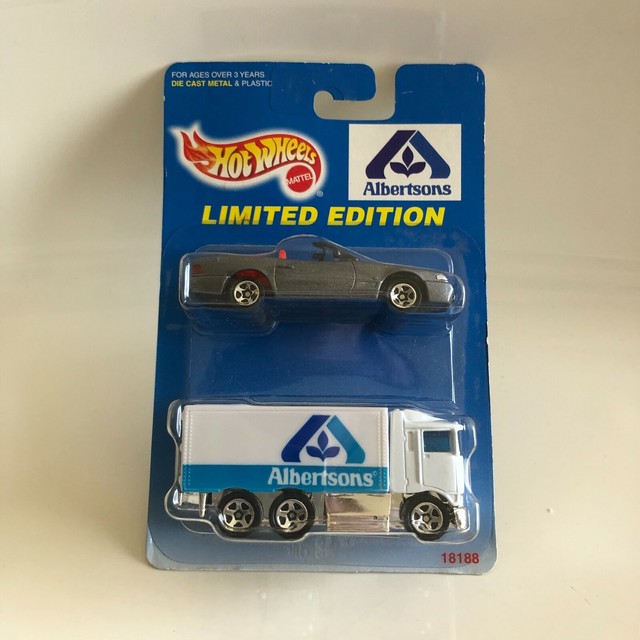 FOR AGES OVER 3 YEARS
DIE CAST METAL & PLASTIC
HOT WHEELS
MATTEL
®
Albertsons
LIMITED EDITION
Albertsons
18188